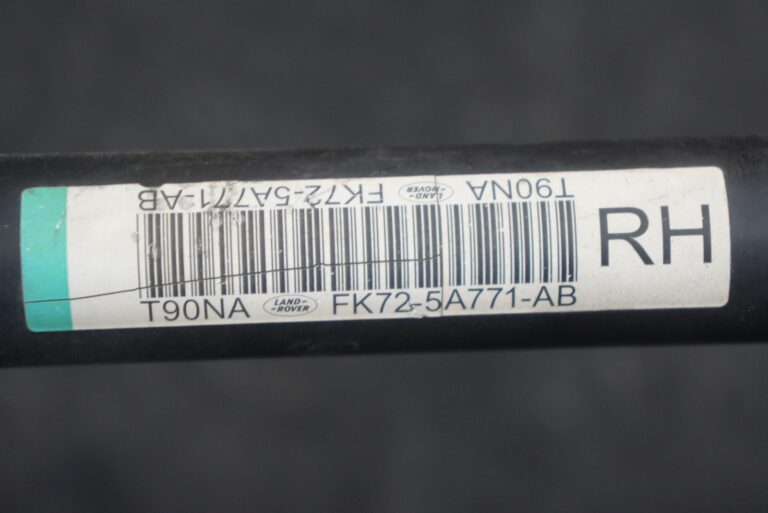 FK72-5A771-AB LAND-ROVER T90NA
RH
T90NA LAND-ROVER FK72-5A771-AB